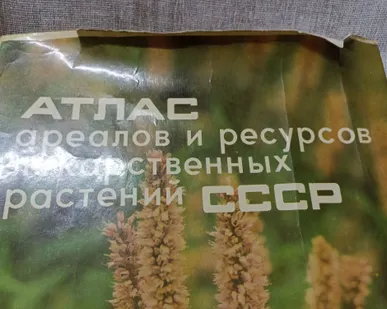 АТЛАС
ареалов и ресурсов
лекарственных
растений СССР